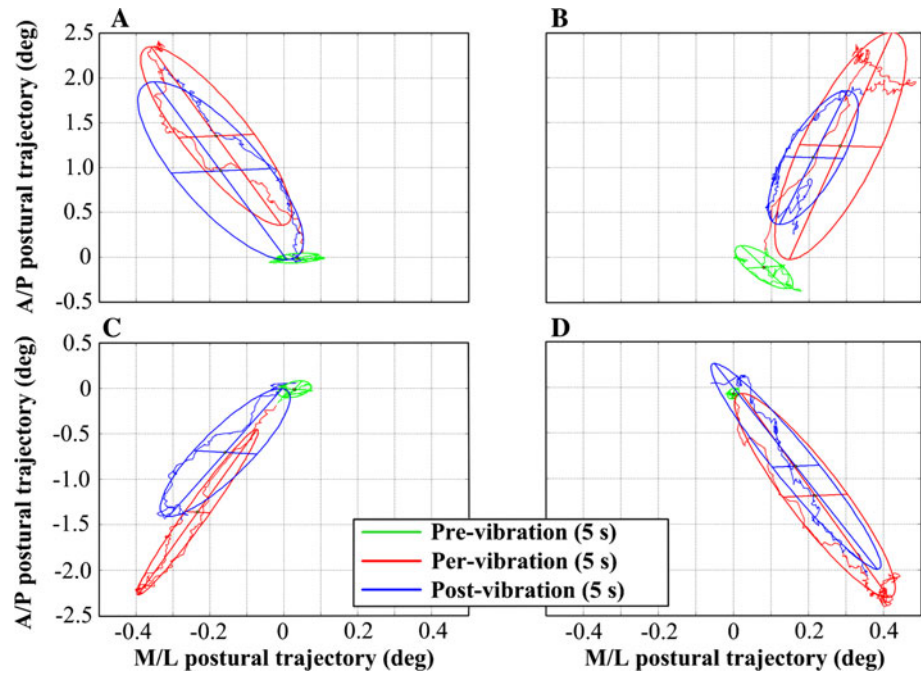 A
B
A/P postural trajectory (deg)
2.5
2.0
1.5
1.0
0.5
0
-0.5
C
D
A/P postural trajectory (deg)
0.5
0
-0.5
-1.0
-1.5
-2.0
-2.5
Pre-vibration (5 s)
Per-vibration (5 s)
Post-vibration (5 s)
-0.4 -0.2 0 0.2 0.4
-0.4 -0.2 0 0.2 0.4
M/L postural trajectory (deg)
M/L postural trajectory (deg)